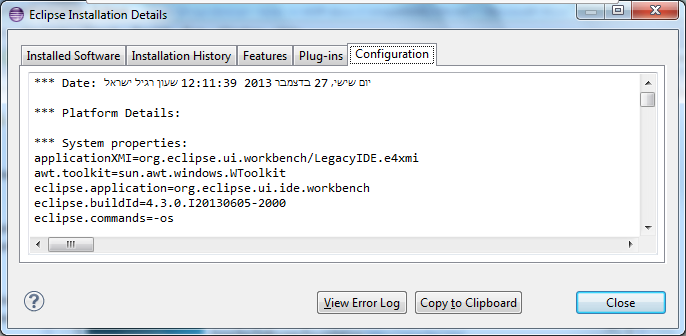 Eclipse Installation Details
Installed Software
Installation History
Features
Plug-ins
Configuration
*** Date: יום שישי, 27 בדצמבר 2013 12:11:39 שעון רגיל ישראל
*** Platform Details:
*** System properties:
applicationXMI=org.eclipse.ui.workbench/LegacyIDE.e4xmi
awt.toolkit=sun.awt.windows.WToolkit
eclipse.application=org.eclipse.ui.ide.workbench
eclipse.buildId=4.3.0.I20130605-2000
eclipse.commands=-os
?
View Error Log
Copy to Clipboard
Close